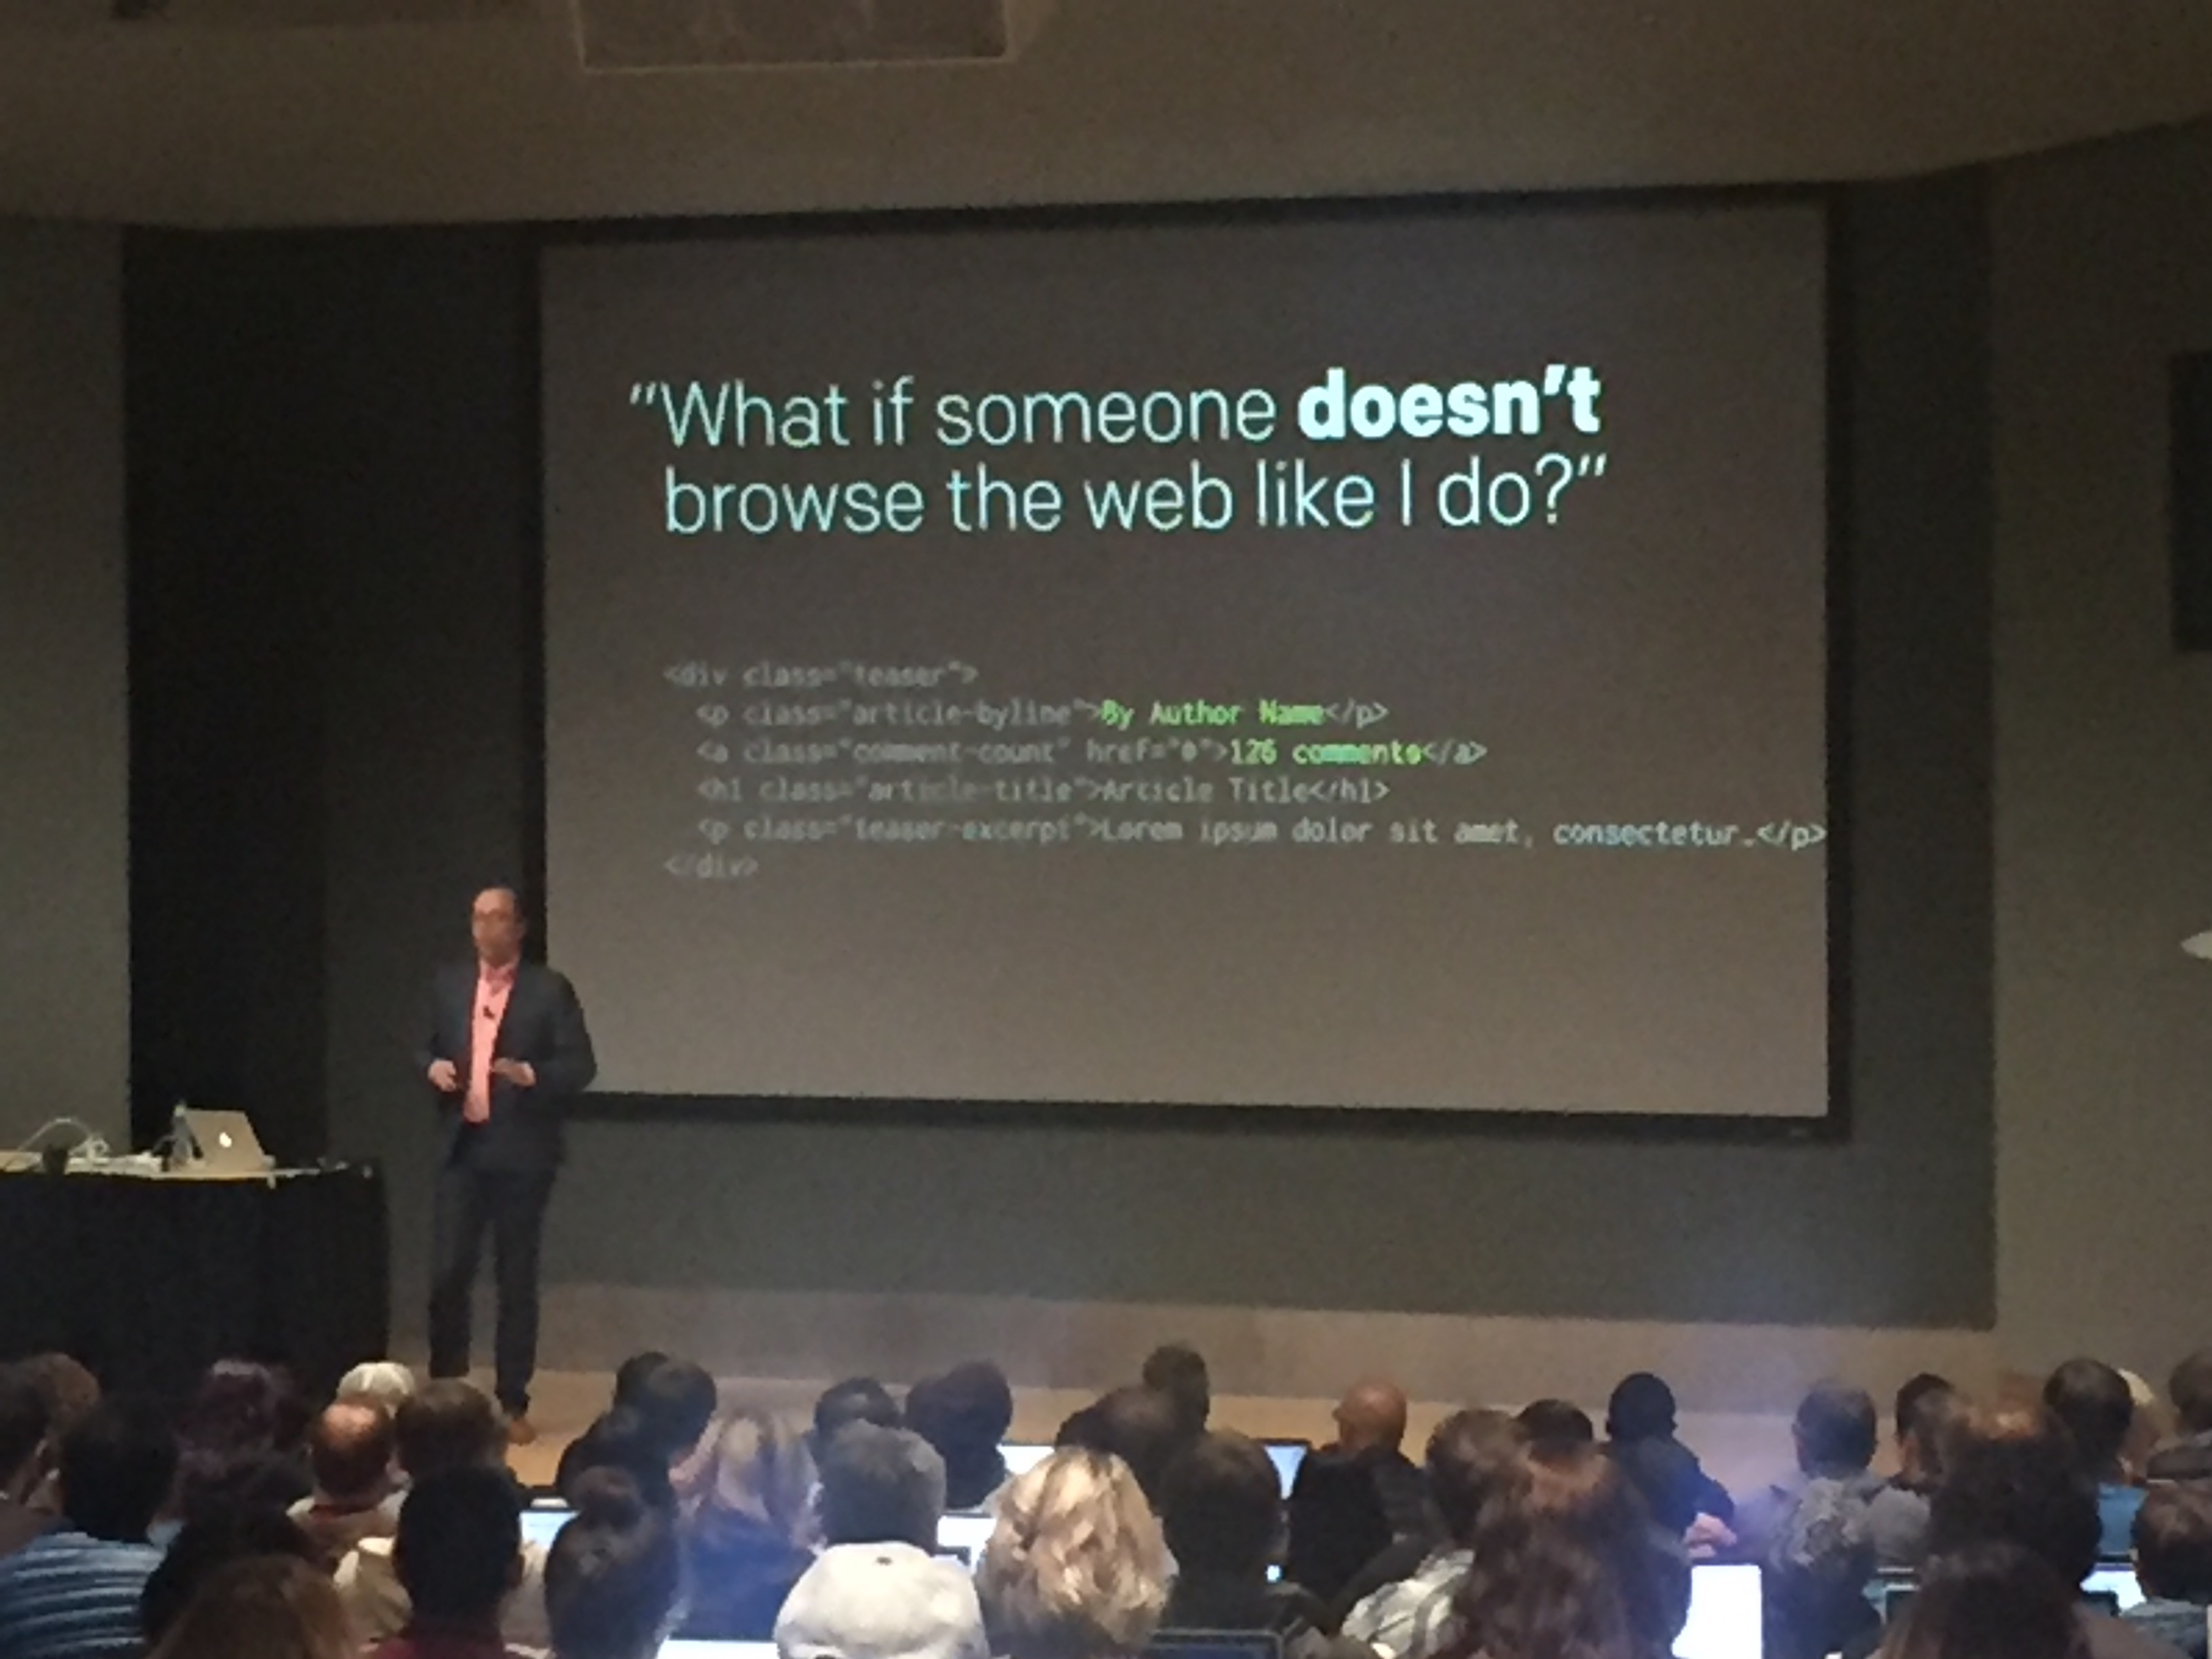 “What if someone doesn’t
browse the web like I do?”
<div class="teaser">
<p class="article-byline">By Author Name</p>
<a class="comment-count" href="#">126 comments</a>
<h1 class="article-title">Article Title</h1>
<p class="teaser-excerpt">Lorem ipsum dolor sit amet, consectetur.</p>
</div>